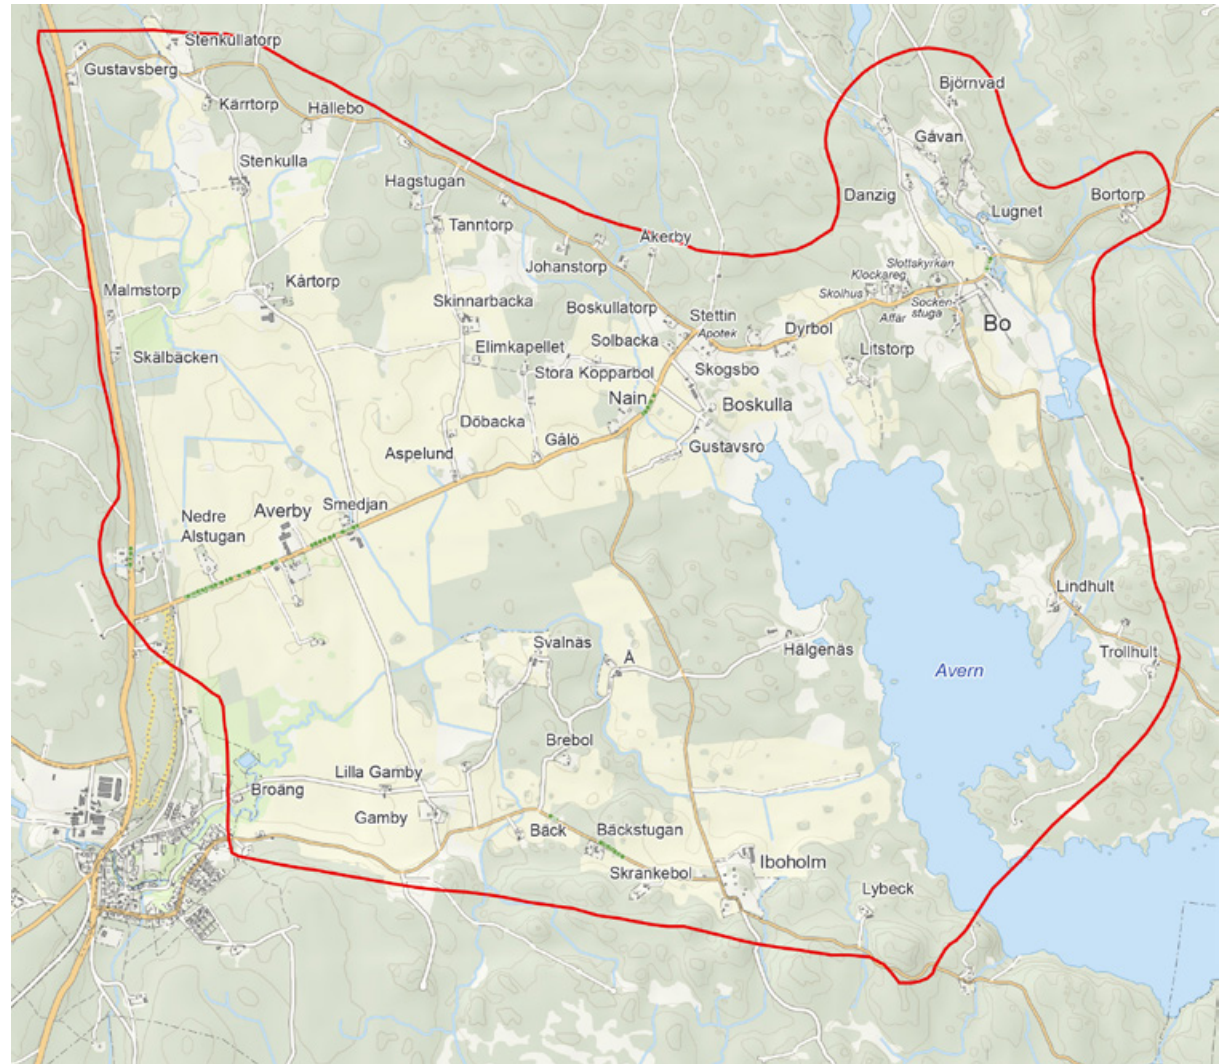 Stenkullatorp
Gustavsberg
Björnvad
Kärrtorp
Hållebo
Gåvan
Stenkulla
Hagstugan
Danzig
Bortorp
Lugnet
Tanntorp
Åkerby
Johanstorp
Slottskyrkan
Klockareg
Kårtorp
Malmstorp
Skolhus
Skinnarbacka
Boskullatorp
Stettin
Socken-
stuga
Affär
Bo
Apotek
Dyrbol
Solbacka
Elimkapellet
Litstorp
Skälbäcken
Stora Kopparbol
Skogsbo
Nain
Boskulla
Döbacka
Gålö
Gustavsro
Aspelund
Smedjan
Averby
Nedre
Alstugan
Lindhult
Svalnäs
Hälgenäs
Trollhult
Å
Avern
Brebol
Lilla Gamby
Broäng
Gamby
Bäck
Bäckstugan
Iboholm
Skrankebol
Lybeck